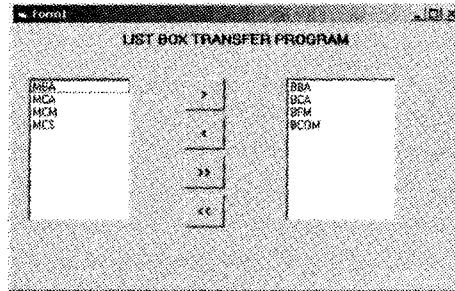 Form1
LIST BOX TRANSFER PROGRAM
MBA
MCA
MCM
MCS
>
<
>>
<<
BBA
BCA
BFM
BCOM